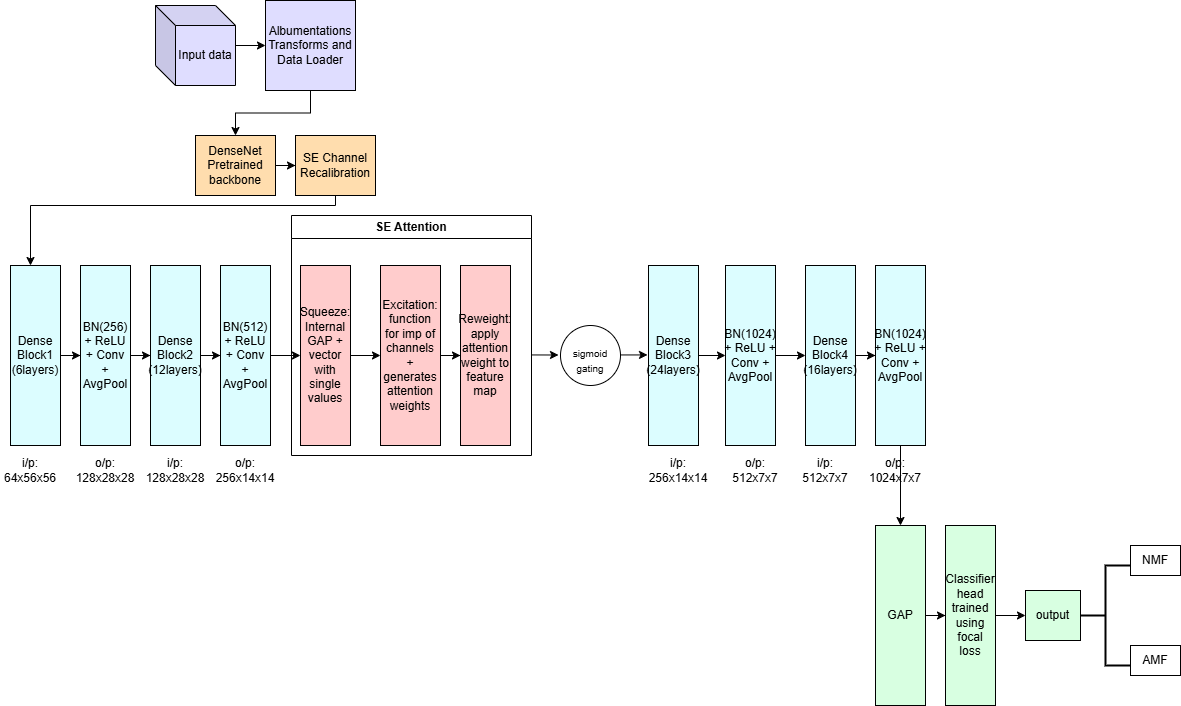 Input data
Albumentations
Transforms and
Data Loader
DenseNet
Pretrained
backbone
SE Channel
Recalibration
SE Attention
Dense
Block1
(6layers)
BN(256)
+ ReLU
+ Conv
+
AvgPool
Dense
Block2
(12layers)
BN(512)
+ ReLU
+ Conv
+
AvgPool
Squeeze:
Internal
GAP +
vector
with
single
values
Excitation:
function
for imp of
channels
+
generates
attention
weights
Reweight:
apply
attention
weight to
feature
map
sigmoid
gating
Dense
Block3
(24layers)
BN(1024)
+ ReLU +
Conv +
AvgPool
Dense
Block4
(16layers)
BN(1024)
+ ReLU +
Conv +
AvgPool
i/p:
64x56x56
o/p:
128x28x28
i/p:
128x28x28
o/p:
256x14x14
i/p:
256x14x14
o/p:
512x7x7
i/p:
512x7x7
o/p:
1024x7x7
GAP
Classifier
head
trained
using
focal
loss
output
NMF
AMF